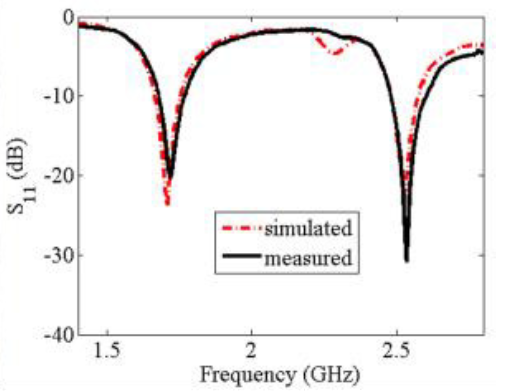 0
-10
-20
-30
-40
S11 (dB)
simulated
measured
1.5
2
2.5
Frequency (GHz)